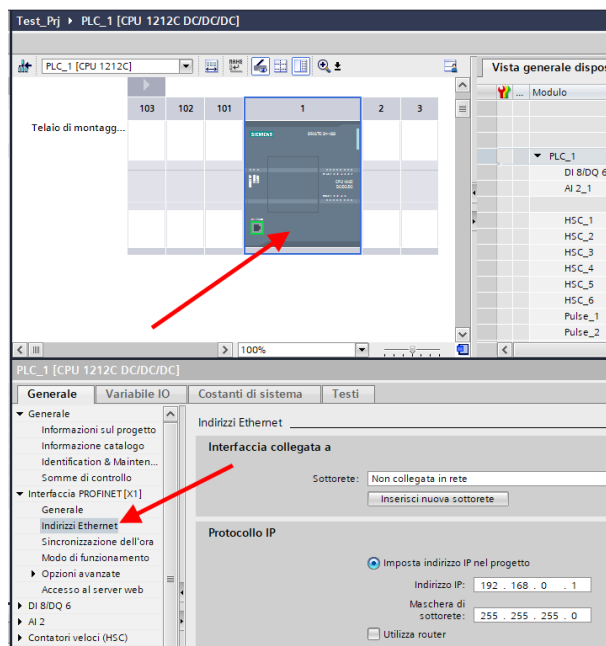 Test_Prj ▸ PLC_1 [CPU 1212C DC/DC/DC]
PLC_1 [CPU 1212C]
Vista generale dispos
... Modulo
103 102 101 1 2 3
Telaio di montagg...
SIEMENS
PLC_1
DI 8/DQ 6
AI 2_1
HSC_1
HSC_2
HSC_3
HSC_4
HSC_5
HSC_6
Pulse_1
Pulse_2
100%
PLC_1 [CPU 1212C DC/DC/DC]
Generale Variabile IO Costanti di sistema Testi
Generale
Informazioni sul progetto
Informazione catalogo
Identification & Mainten...
Somme di controllo
Interfaccia PROFINET [X1]
Generale
Indirizzi Ethernet
Sincronizzazione dell'ora
Modo di funzionamento
Opzioni avanzate
Accesso al server web
DI 8/DQ 6
AI 2
Contatori veloci (HSC)
Indirizzi Ethernet
Interfaccia collegata a
Sottorete: Non collegata in rete
Inserisci nuova sottorete
Protocollo IP
Imposta indirizzo IP nel progetto
Indirizzo IP: 192 . 168 . 0 . 1
Maschera di
sottorete: 255 . 255 . 255 . 0
Utilizza router